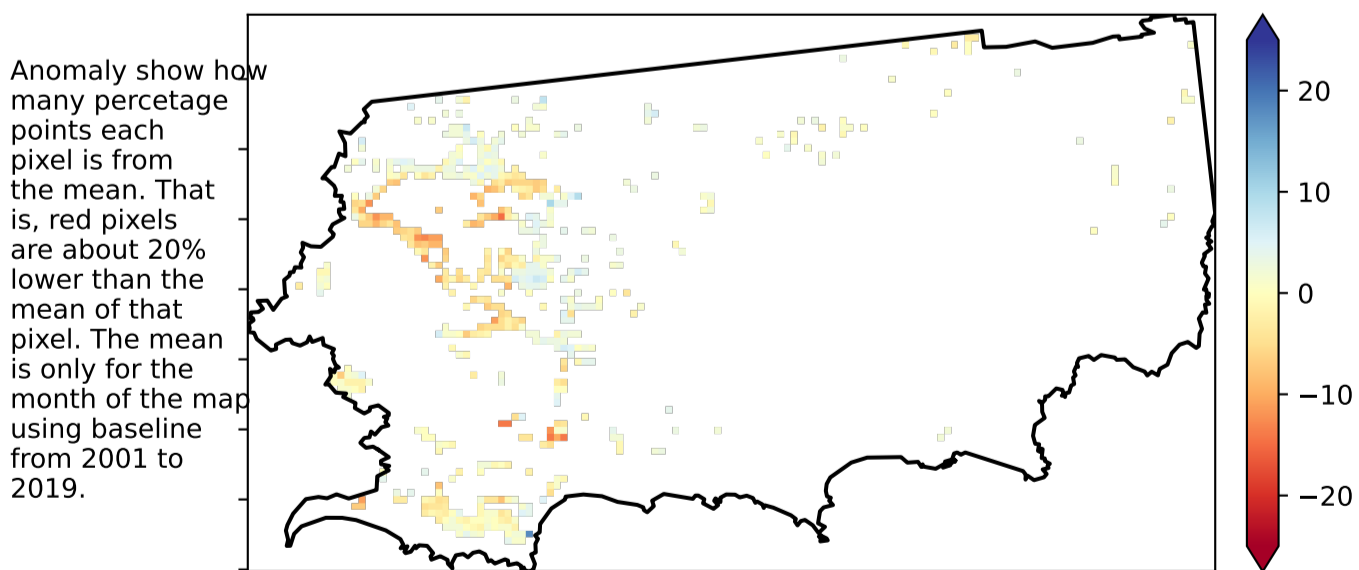 Anomaly show how
many percetage
points each
pixel is from
the mean. That
is, red pixels
are about 20%
lower than the
mean of that
pixel. The mean
is only for the
month of the map
using baseline
from 2001 to
2019.
20
10
0
−10
−20